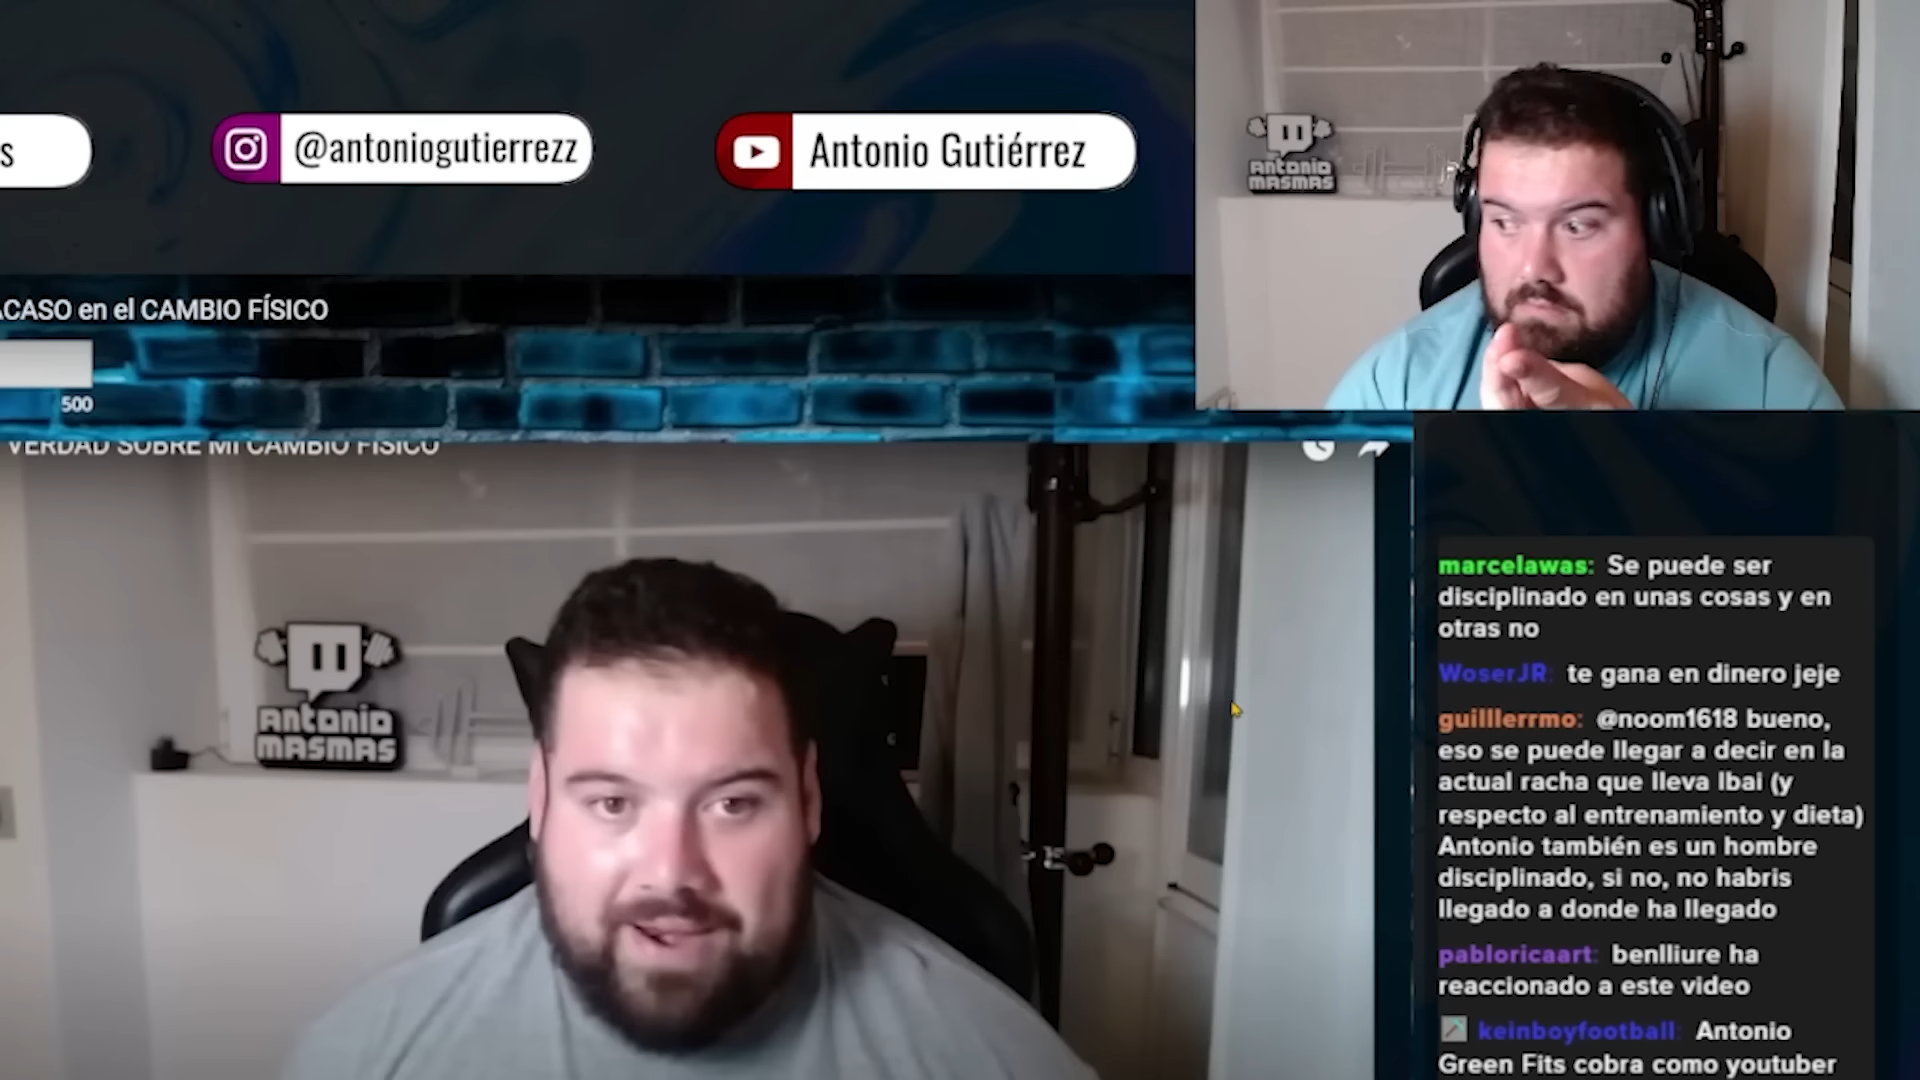 s
@antoniogutierrezz
Antonio Gutiérrez
Antonio
MASMAS
ACASO en el CAMBIO FÍSICO
500
VERDAD SOBRE MI CAMBIO FÍSICO
Antonio
MASMAS
marcelawas: Se puede ser
disciplinado en unas cosas y en
otras no
WoserJR: te gana en dinero jeje
guilllerrmo: @noom1618 bueno,
eso se puede llegar a decir en la
actual racha que lleva Ibai (y
respecto al entrenamiento y dieta)
Antonio también es un hombre
disciplinado, si no, no habris
llegado a donde ha llegado
pabloricaart: benlliure ha
reaccionado a este video
keinboyfootball: Antonio
Green Fits cobra como youtuber